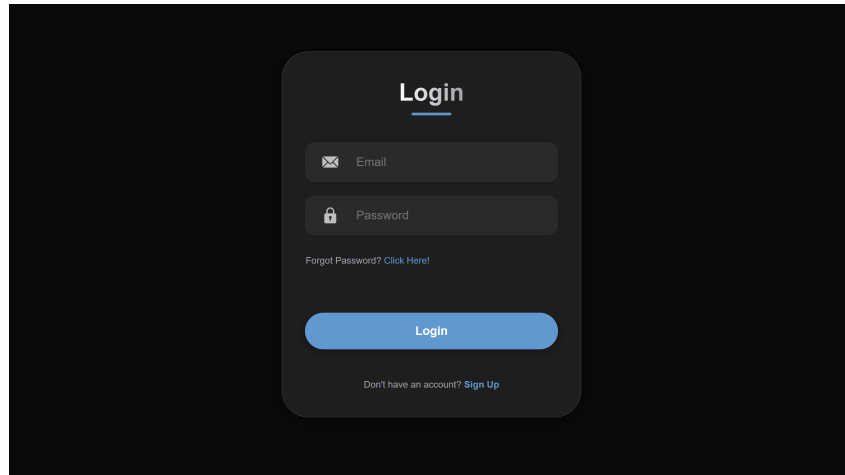 Login
Email
Password
Forgot Password? Click Here!
Login
Don't have an account? Sign Up